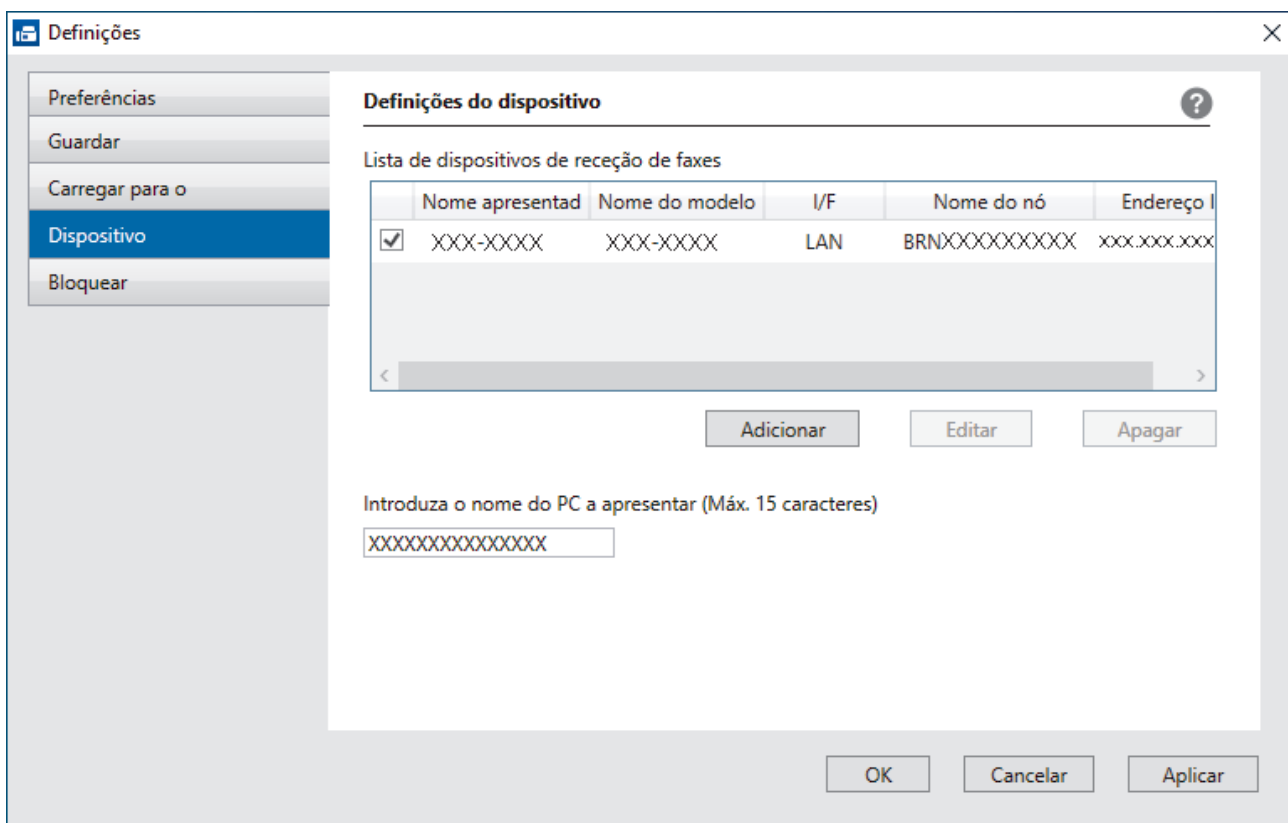 Definições
Preferências
Guardar
Carregar para o
Dispositivo
Bloquear
Definições do dispositivo
?
Lista de dispositivos de receção de faxes
Nome apresentad Nome do modelo I/F Nome do nó Endereço I
XXX-XXXX XXX-XXXX LAN BRNXXXXXXXXX XXX.XXX.XXX
Adicionar Editar Apagar
Introduza o nome do PC a apresentar (Máx. 15 caracteres)
XXXXXXXXXXXXXXX
OK Cancelar Aplicar